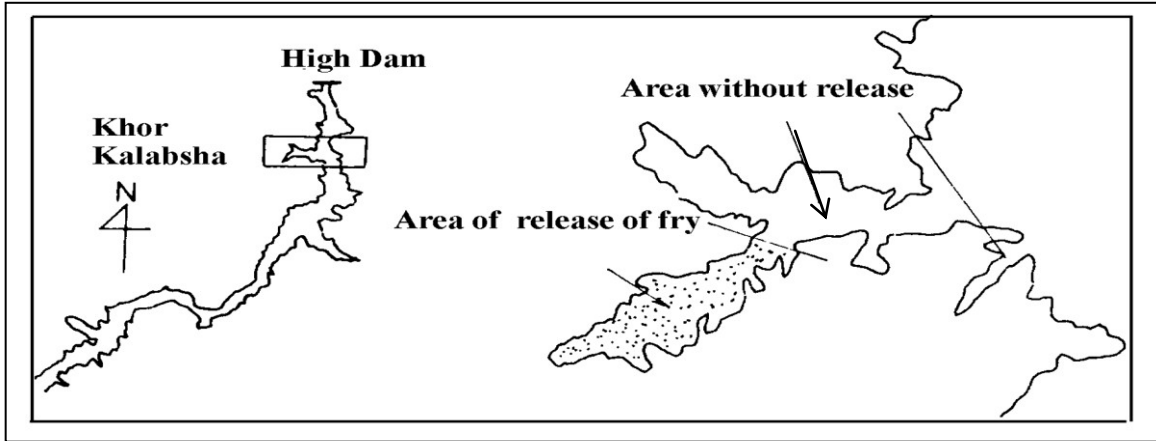 High Dam
Khor
Kalabsha
N
Area without release
Area of release of fry